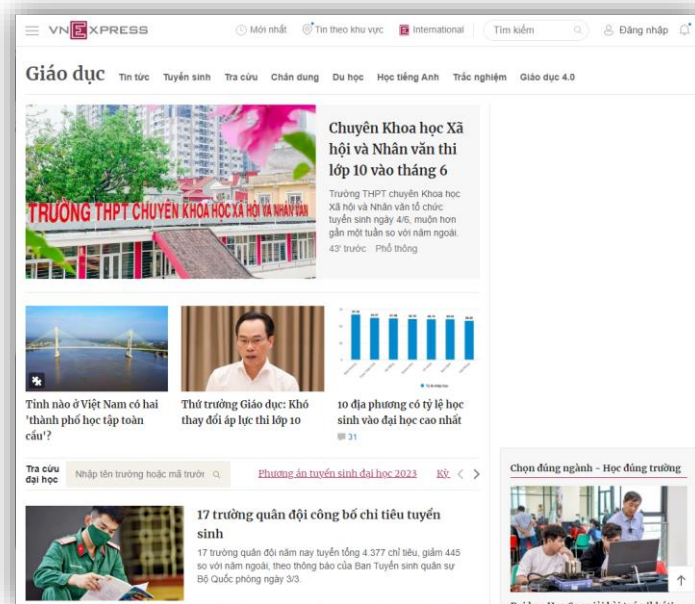 VNEXPRESS
Mới nhất
Tin theo khu vực
International
Tìm kiếm
Đăng nhập
Giáo dục
Tin tức
Tuyển sinh
Tra cứu
Chân dung
Du học
Học tiếng Anh
Trắc nghiệm
Giáo dục 4.0
TRƯỜNG THPT CHUYÊN KHOA HỌC XÃ HỘI VÀ NHÂN VĂN
Chuyên Khoa học Xã
hội và Nhân văn thi
lớp 10 vào tháng 6
Trường THPT chuyên Khoa học
Xã hội và Nhân văn tổ chức
tuyển sinh ngày 4/6, muộn hơn
gần một tuần so với năm ngoái.
43' trước
Phổ thông
Tỉnh nào ở Việt Nam có hai
'thành phố học tập toàn
cầu'?
Thứ trưởng Giáo dục: Khó
thay đổi áp lực thi lớp 10
10 địa phương có tỷ lệ học
sinh vào đại học cao nhất
31
Tra cứu
đại học
Nhập tên trường hoặc mã trườn
Phương án tuyển sinh đại học 2023
Kỳ
17 trường quân đội công bố chỉ tiêu tuyển
sinh
17 trường quân đội năm nay tuyển tổng 4.377 chỉ tiêu, giảm 445
so với năm ngoái, theo thông báo của Ban Tuyển sinh quân sự
Bộ Quốc phòng ngày 3/3.
Chọn đúng ngành - Học đúng trường